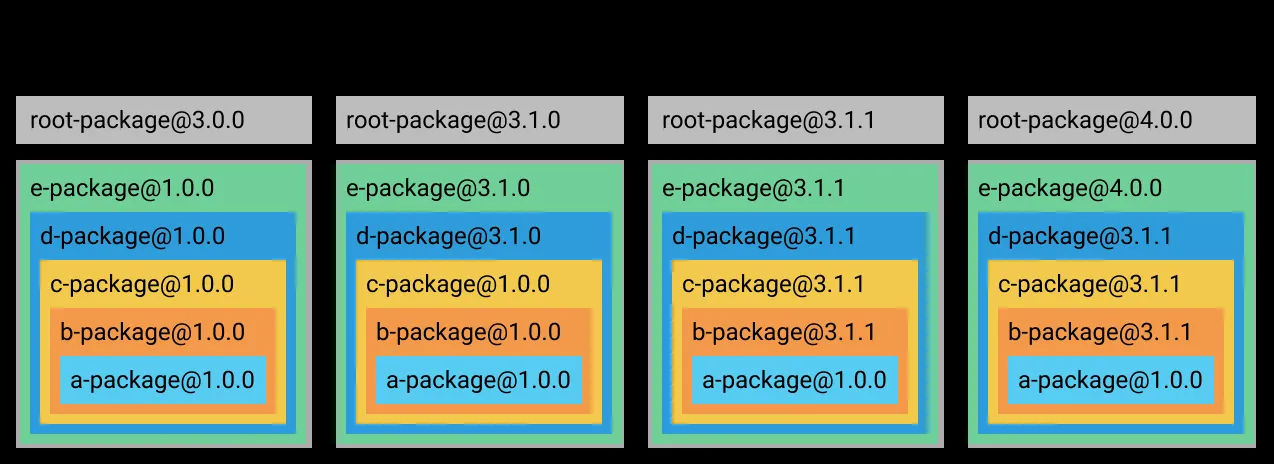 root-package@3.0.0
root-package@3.1.0
root-package@3.1.1
root-package@4.0.0
e-package@1.0.0
d-package@1.0.0
c-package@1.0.0
b-package@1.0.0
a-package@1.0.0
e-package@3.1.0
d-package@3.1.0
c-package@1.0.0
b-package@1.0.0
a-package@1.0.0
e-package@3.1.1
d-package@3.1.1
c-package@3.1.1
b-package@3.1.1
a-package@1.0.0
e-package@4.0.0
d-package@3.1.1
c-package@3.1.1
b-package@3.1.1
a-package@1.0.0